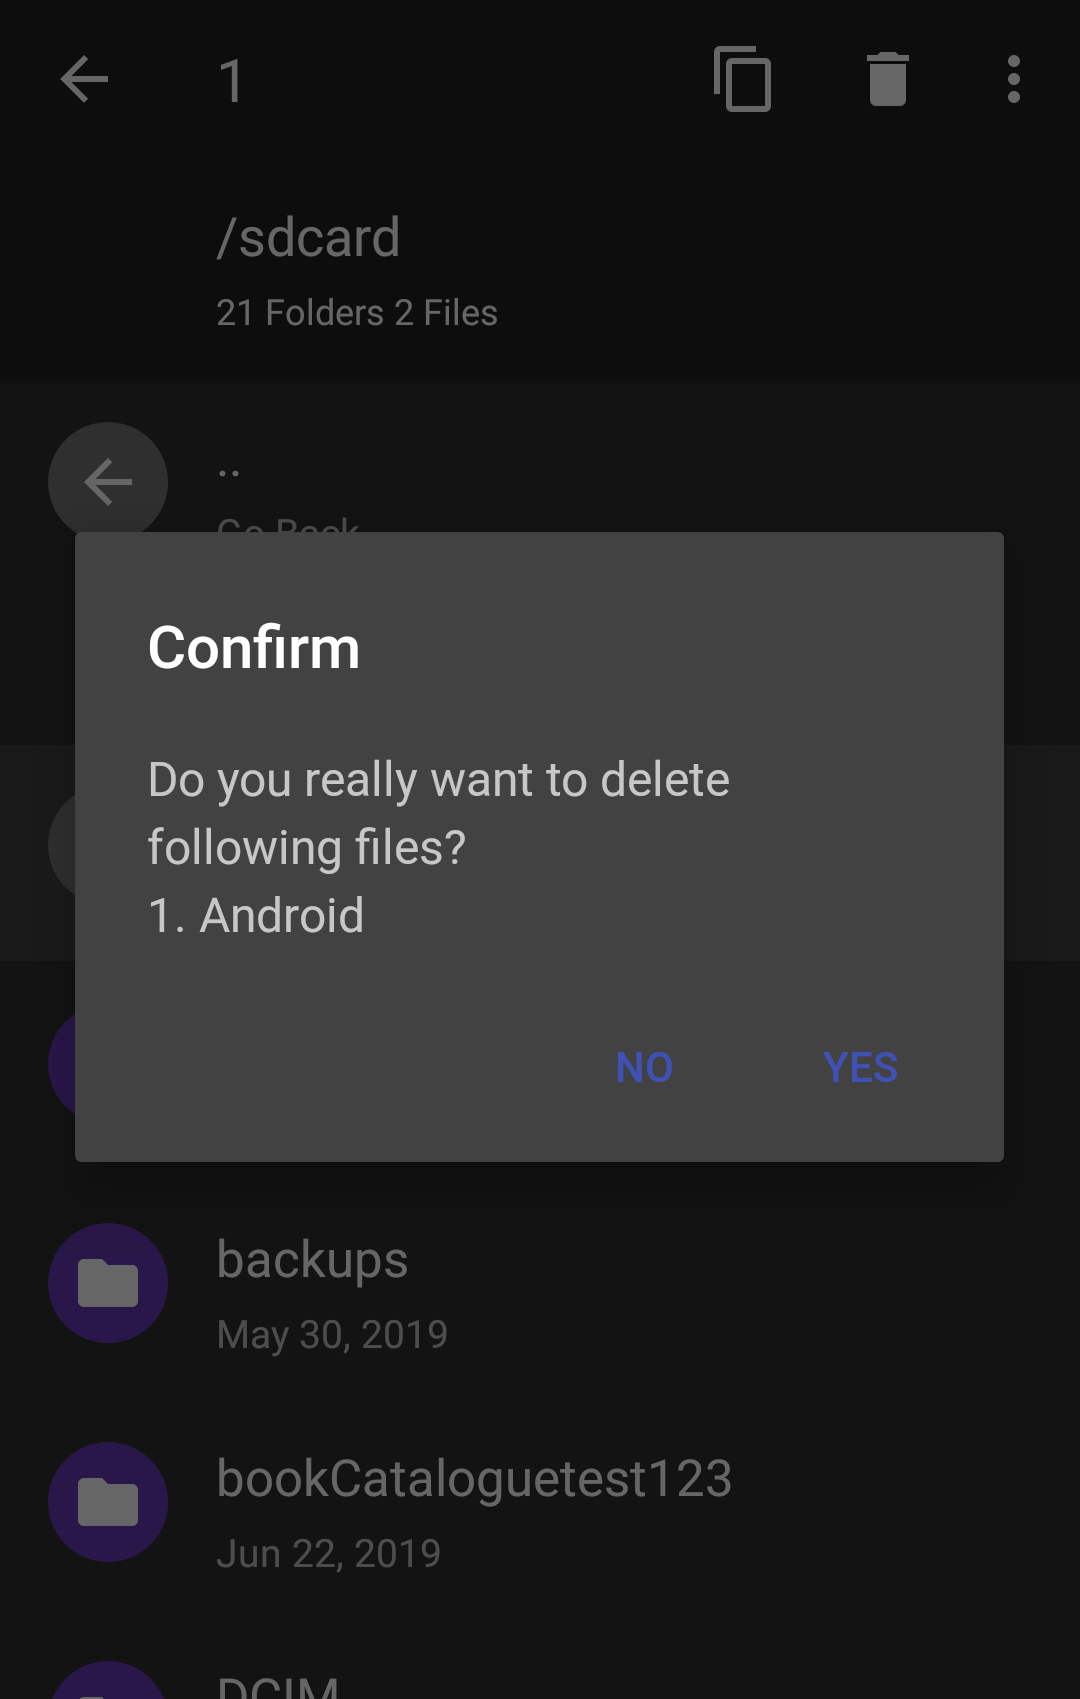 1
/sdcard
21 Folders 2 Files
..
Go Back
Confirm
Do you really want to delete
following files?
1. Android
NO YES
backups
May 30, 2019
bookCataloguetest123
Jun 22, 2019
DCIM